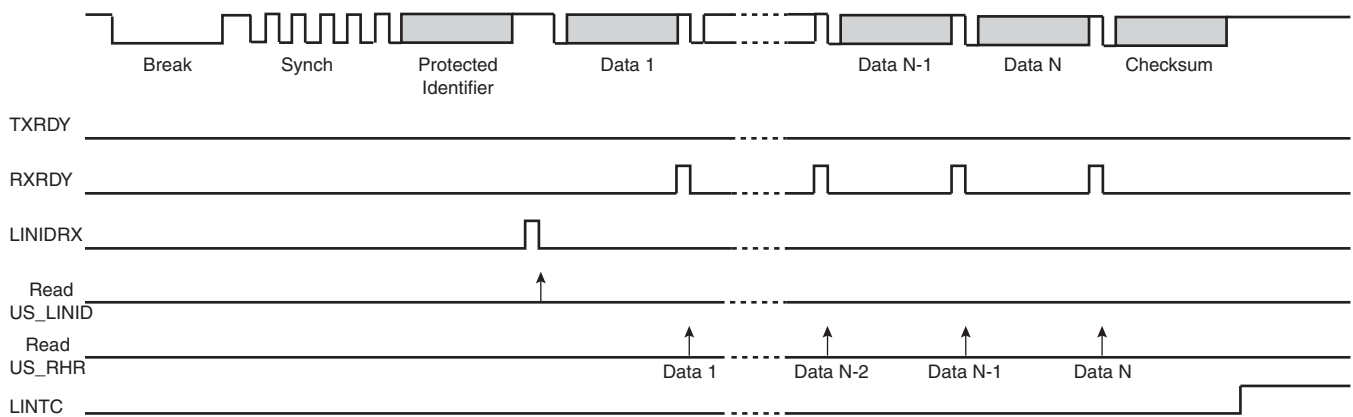 Break Synch Protected Identifier Data 1 Data N-1 Data N Checksum
TXRDY
RXRDY
LINIDRX
Read
US_LINID
Read
US_RHR
Data 1 Data N-2 Data N-1 Data N
LINTC